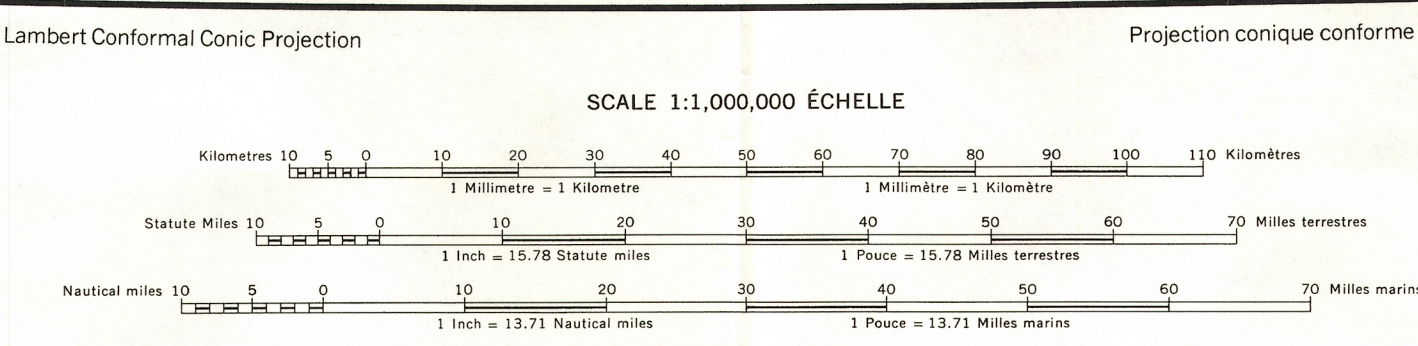 Lambert Conformal Conic Projection
Projection conique conforme
SCALE 1:1,000,000 ÉCHELLE
Kilometres 10 5 0 10 20 30 40 50 60 70 80 90 100 110 Kilomètres
1 Millimetre = 1 Kilometre 1 Millimètre = 1 Kilomètre
Statute Miles 10 5 0 10 20 30 40 50 60 70 Milles terrestres
1 Inch = 15.78 Statute miles 1 Pouce = 15.78 Milles terrestres
Nautical miles 10 5 0 10 20 30 40 50 60 70 Milles marins
1 Inch = 13.71 Nautical miles 1 Pouce = 13.71 Milles marins